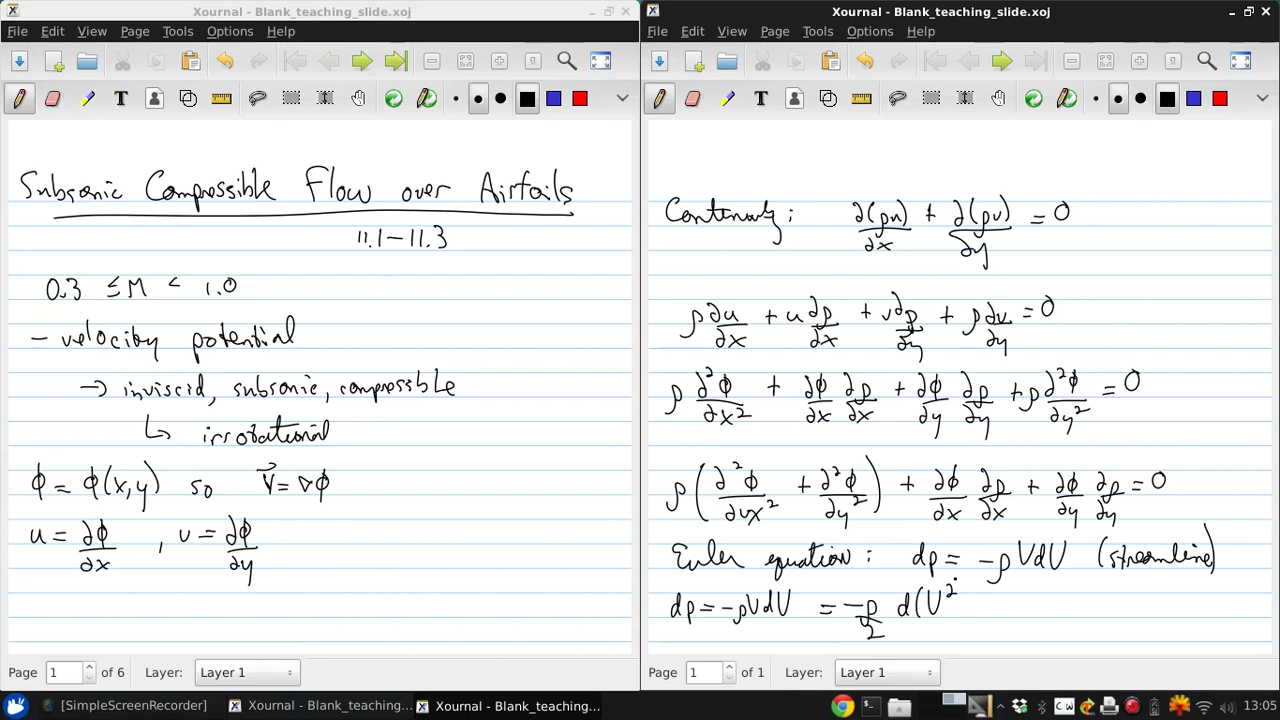 Xournal - Blank_teaching_slide.xoj
File Edit View Page Tools Options Help
Subsonic Compressible Flow over Airfoils
11.1 – 11.3
0.3 ≤ M < 1.0
– velocity potential
→ inviscid, subsonic, compressible
↳ irrotational
ϕ = ϕ(x,y) so V⃗ = ∇ϕ
u = ∂ϕ/∂x , v = ∂ϕ/∂y
Page 1 of 6 Layer: Layer 1
Xournal - Blank_teaching_slide.xoj
File Edit View Page Tools Options Help
Continuity: ∂(ρu)/∂x + ∂(ρv)/∂y = 0
ρ ∂u/∂x + u ∂ρ/∂x + v ∂ρ/∂y + ρ ∂v/∂y = 0
ρ ∂²ϕ/∂x² + ∂ϕ/∂x ∂ρ/∂x + ∂ϕ/∂y ∂ρ/∂y + ρ ∂²ϕ/∂y² = 0
ρ (∂²ϕ/∂x² + ∂²ϕ/∂y²) + ∂ϕ/∂x ∂ρ/∂x + ∂ϕ/∂y ∂ρ/∂y = 0
Euler equation: dp = -ρVdV (streamline)
dp = -ρVdV = -ρ/2 d(V²
Page 1 of 1 Layer: Layer 1
[SimpleScreenRecorder] Xournal - Blank_teaching_... Xournal - Blank_teaching_... 13:05